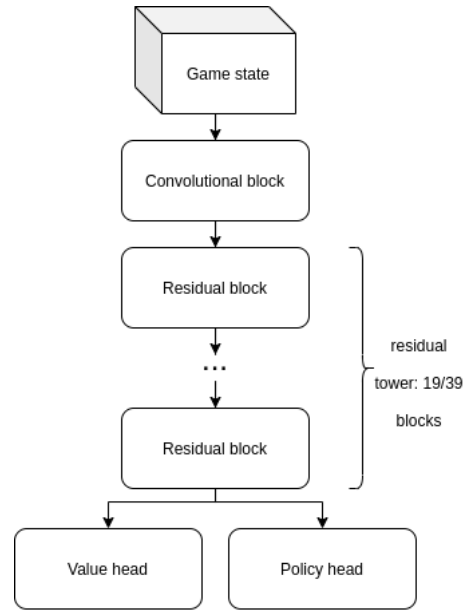 Game state
Convolutional block
Residual block
...
residual
tower: 19/39
blocks
Residual block
Value head
Policy head